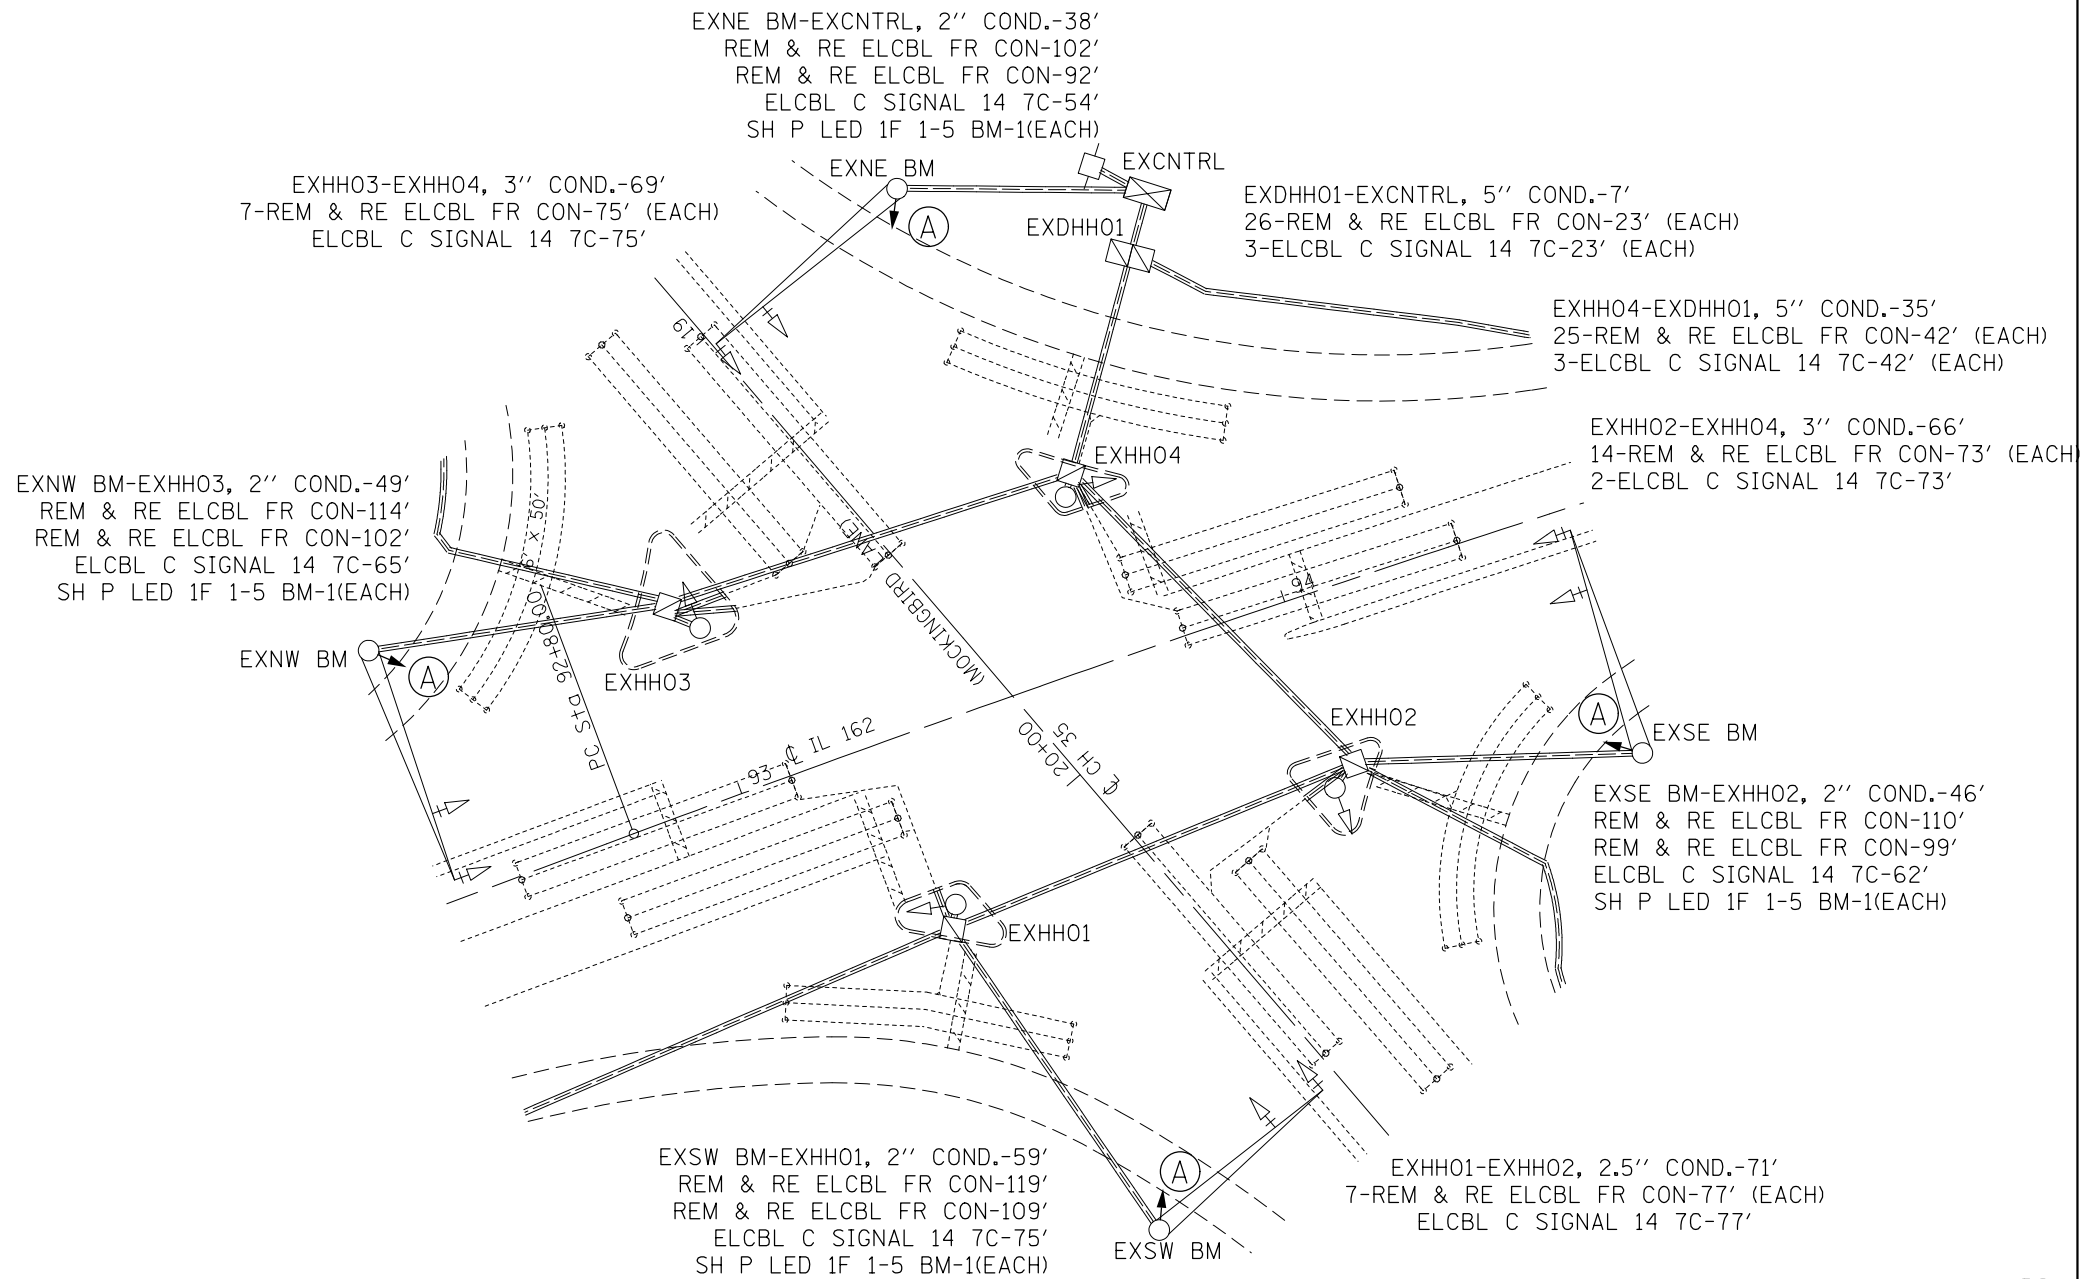 EXNE BM-EXCNTRL, 2'' COND.-38'
REM & RE ELCBL FR CON-102'
REM & RE ELCBL FR CON-92'
ELCBL C SIGNAL 14 7C-54'
SH P LED 1F 1-5 BM-1(EACH)
EXNE BM
EXCNTRL
EXHH03-EXHH04, 3'' COND.-69'
7-REM & RE ELCBL FR CON-75' (EACH)
ELCBL C SIGNAL 14 7C-75'
A
EXDHH01
EXDHH01-EXCNTRL, 5'' COND.-7'
26-REM & RE ELCBL FR CON-23' (EACH)
3-ELCBL C SIGNAL 14 7C-23' (EACH)
19
EXHH04-EXDHH01, 5'' COND.-35'
25-REM & RE ELCBL FR CON-42' (EACH)
3-ELCBL C SIGNAL 14 7C-42' (EACH)
EXHH04
EXHH02-EXHH04, 3'' COND.-66'
14-REM & RE ELCBL FR CON-73' (EACH)
2-ELCBL C SIGNAL 14 7C-73'
EXNW BM-EXHH03, 2'' COND.-49'
REM & RE ELCBL FR CON-114'
REM & RE ELCBL FR CON-102'
ELCBL C SIGNAL 14 7C-65'
SH P LED 1F 1-5 BM-1(EACH)
x 50'
(MOCKINGBIRD LANE)
94
EXNW BM
A
EXHH03
PC Sta 92+80.00
93
℄ IL 162
20+00
℄ CH 35
EXHH02
A
EXSE BM
EXSE BM-EXHH02, 2'' COND.-46'
REM & RE ELCBL FR CON-110'
REM & RE ELCBL FR CON-99'
ELCBL C SIGNAL 14 7C-62'
SH P LED 1F 1-5 BM-1(EACH)
EXHH01
EXSW BM-EXHH01, 2'' COND.-59'
REM & RE ELCBL FR CON-119'
REM & RE ELCBL FR CON-109'
ELCBL C SIGNAL 14 7C-75'
SH P LED 1F 1-5 BM-1(EACH)
A
EXSW BM
EXHH01-EXHH02, 2.5'' COND.-71'
7-REM & RE ELCBL FR CON-77' (EACH)
ELCBL C SIGNAL 14 7C-77'